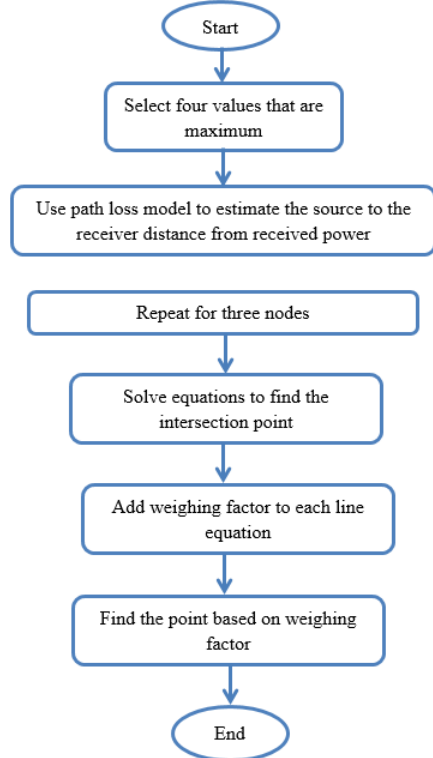 Start
Select four values that are
maximum
Use path loss model to estimate the source to the
receiver distance from received power
Repeat for three nodes
Solve equations to find the
intersection point
Add weighing factor to each line
equation
Find the point based on weighing
factor
End